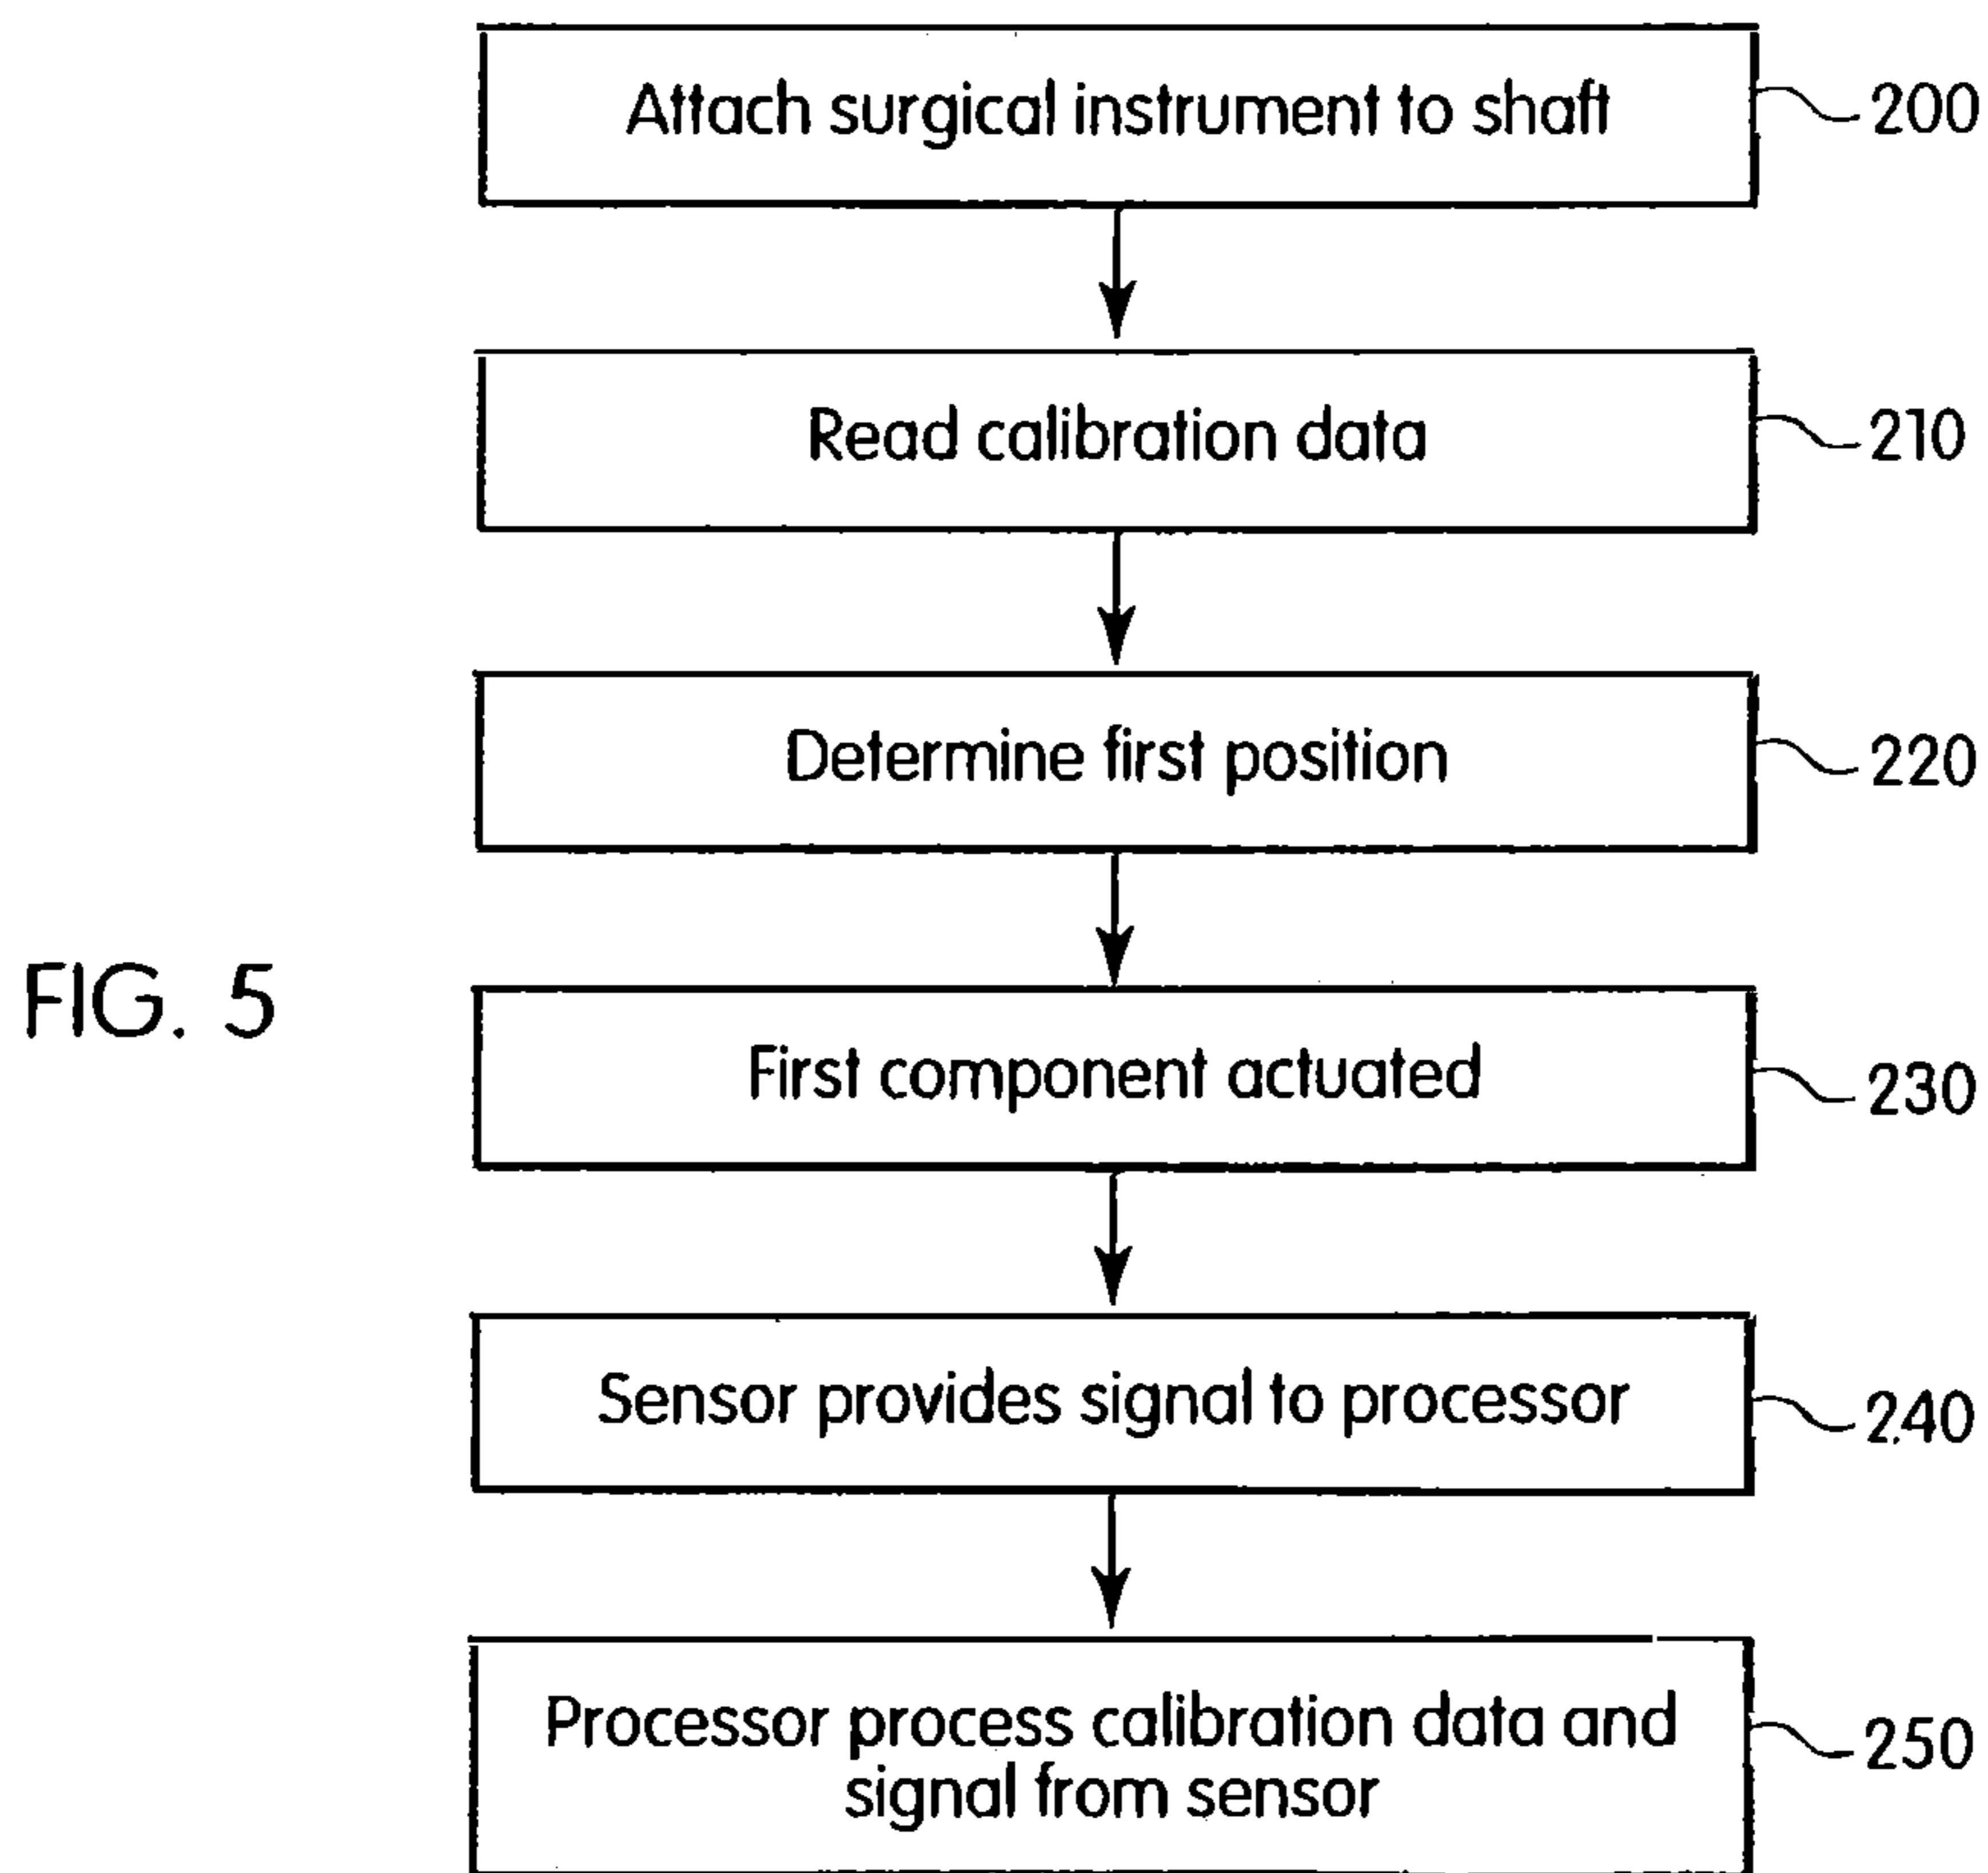 Attach surgical instrument to shaft
200
Read calibration data
210
Determine first position
220
FIG. 5
First component actuated
230
Sensor provides signal to processor
240
Processor process calibration data and
signal from sensor
250